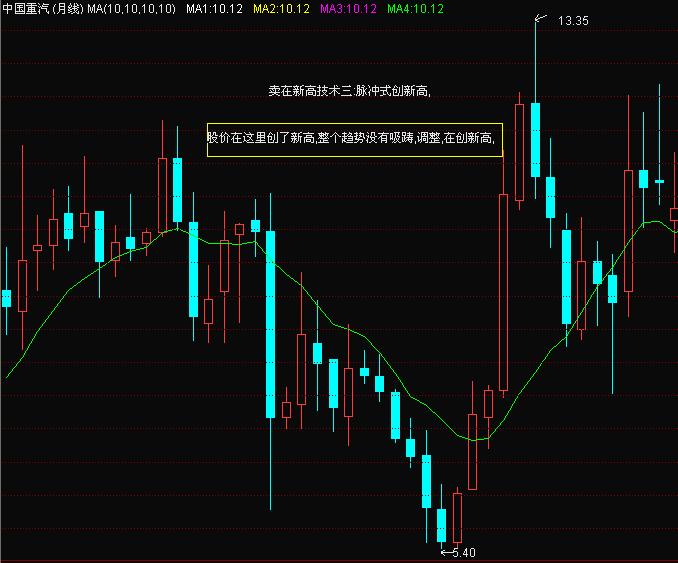 中国重汽(月线) MA(10,10,10,10) MA1:10.12 MA2:10.12 MA3:10.12 MA4:10.12
13.35
卖在新高技术三:脉冲式创新高,
股价在这里创了新高,整个趋势没有吸踌,调整,在创新高,
5.40